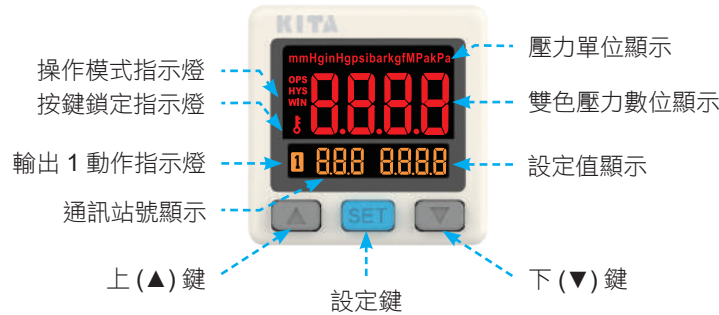 KITA
mmHginHgpsibarkgfMPakPa
OPS
HYS
WIN
8.8.8.8
1 8.8.8 8.8.8.8
SET
操作模式指示燈
按鍵鎖定指示燈
輸出 1 動作指示燈
通訊站號顯示
上 (▲) 鍵
設定鍵
下 (▼) 鍵
設定值顯示
雙色壓力數位顯示
壓力單位顯示